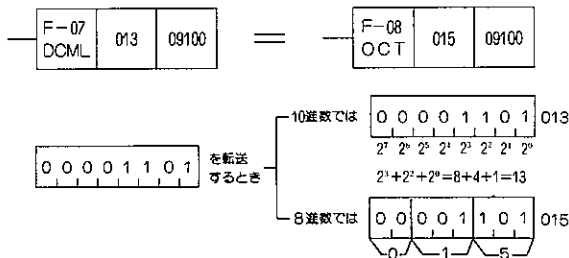 F-07 DCML 013 09100 = F-08 OCT 015 09100
10進数では 0 0 0 0 1 1 0 1 013
2⁷ 2⁶ 2⁵ 2⁴ 2³ 2² 2¹ 2⁰
0 0 0 0 1 1 0 1 を転送するとき
2³+2²+2⁰=8+4+1=13
8進数では 0 0 0 0 1 1 0 1 015
0 1 5